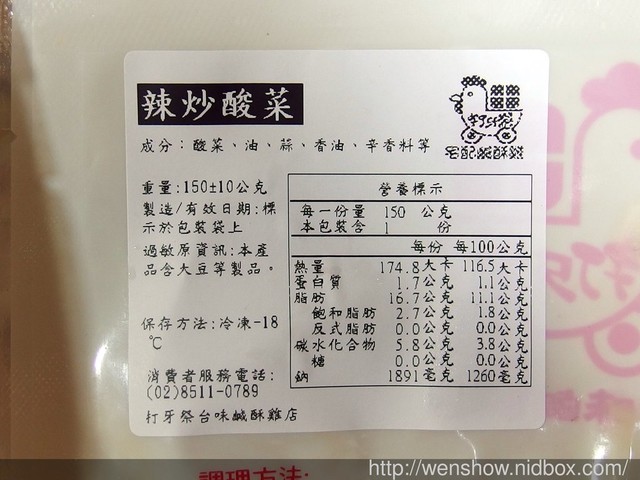 辣炒酸菜
打牙祭
宅配鹹酥雞
成分：酸菜、油、蒜、香油、辛香料等
重量:150±10公克
製造/有效日期:標
示於包裝袋上
過敏原資訊:本產
品含大豆等製品。
保存方法:冷凍-18
℃
消費者服務電話:
(02)8511-0789
打牙祭台味鹹酥雞店
營養標示
每一份量 150 公克
本包裝含 1 份
每份 每100公克
熱量 174.8大卡 116.5大卡
蛋白質 1.7公克 1.1公克
脂肪 16.7公克 11.1公克
飽和脂肪 2.7公克 1.8公克
反式脂肪 0.0公克 0.0公克
碳水化合物 5.8公克 3.8公克
糖 0.0公克 0.0公克
鈉 1891毫克 1260毫克
調理方法:
http://wenshow.nidbox.com/